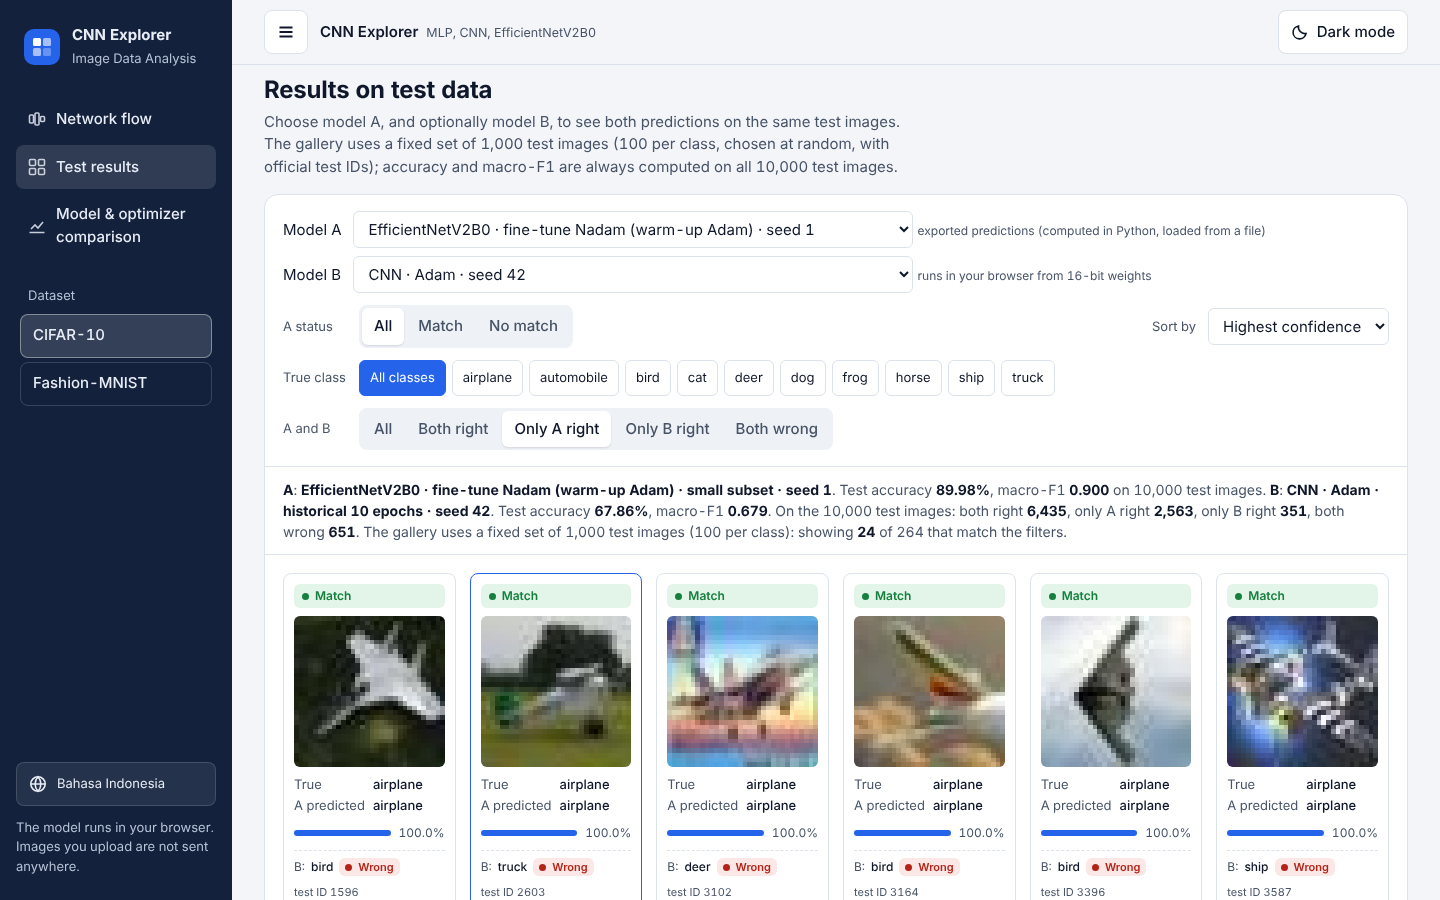 CNN Explorer
Image Data Analysis
Network flow
Test results
Model & optimizer
comparison
Dataset
CIFAR-10
Fashion-MNIST
Bahasa Indonesia
The model runs in your browser.
Images you upload are not sent
anywhere.
CNN Explorer MLP, CNN, EfficientNetV2B0
Dark mode
Results on test data
Choose model A, and optionally model B, to see both predictions on the same test images.
The gallery uses a fixed set of 1,000 test images (100 per class, chosen at random, with
official test IDs); accuracy and macro-F1 are always computed on all 10,000 test images.
Model A EfficientNetV2B0 · fine-tune Nadam (warm-up Adam) · seed 1 exported predictions (computed in Python, loaded from a file)
Model B CNN · Adam · seed 42 runs in your browser from 16-bit weights
A status All Match No match Sort by Highest confidence
True class All classes airplane automobile bird cat deer dog frog horse ship truck
A and B All Both right Only A right Only B right Both wrong
A: EfficientNetV2B0 · fine-tune Nadam (warm-up Adam) · small subset · seed 1. Test accuracy 89.98%, macro-F1 0.900 on 10,000 test images. B: CNN · Adam ·
historical 10 epochs · seed 42. Test accuracy 67.86%, macro-F1 0.679. On the 10,000 test images: both right 6,435, only A right 2,563, only B right 351, both
wrong 651. The gallery uses a fixed set of 1,000 test images (100 per class): showing 24 of 264 that match the filters.
Match Match Match Match Match Match
True airplane True airplane True airplane True airplane True airplane True airplane
A predicted airplane A predicted airplane A predicted airplane A predicted airplane A predicted airplane A predicted airplane
100.0% 100.0% 100.0% 100.0% 100.0% 100.0%
B: bird Wrong B: truck Wrong B: deer Wrong B: bird Wrong B: bird Wrong B: ship Wrong
test ID 1596 test ID 2603 test ID 3102 test ID 3164 test ID 3396 test ID 3587